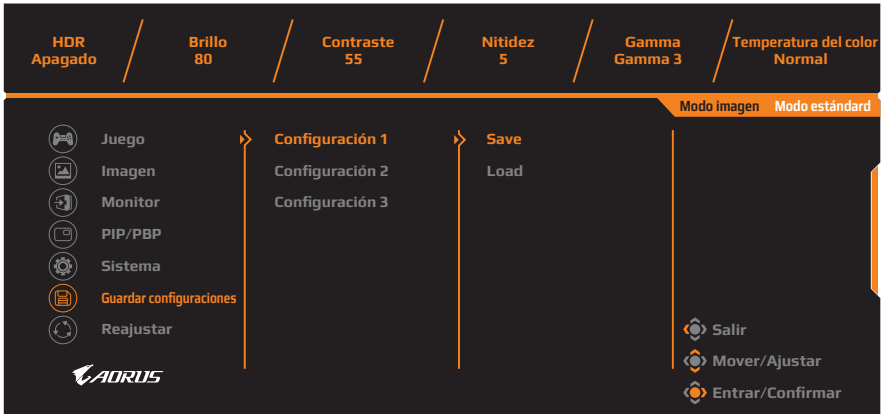 HDR
Apagado
Brillo
80
Contraste
55
Nitidez
5
Gamma
Gamma 3
Temperatura del color
Normal
Modo imagen Modo estándard
Juego
Imagen
Monitor
PIP/PBP
Sistema
Guardar configuraciones
Reajustar
Configuración 1
Configuración 2
Configuración 3
Save
Load
Salir
Mover/Ajustar
Entrar/Confirmar
AORUS